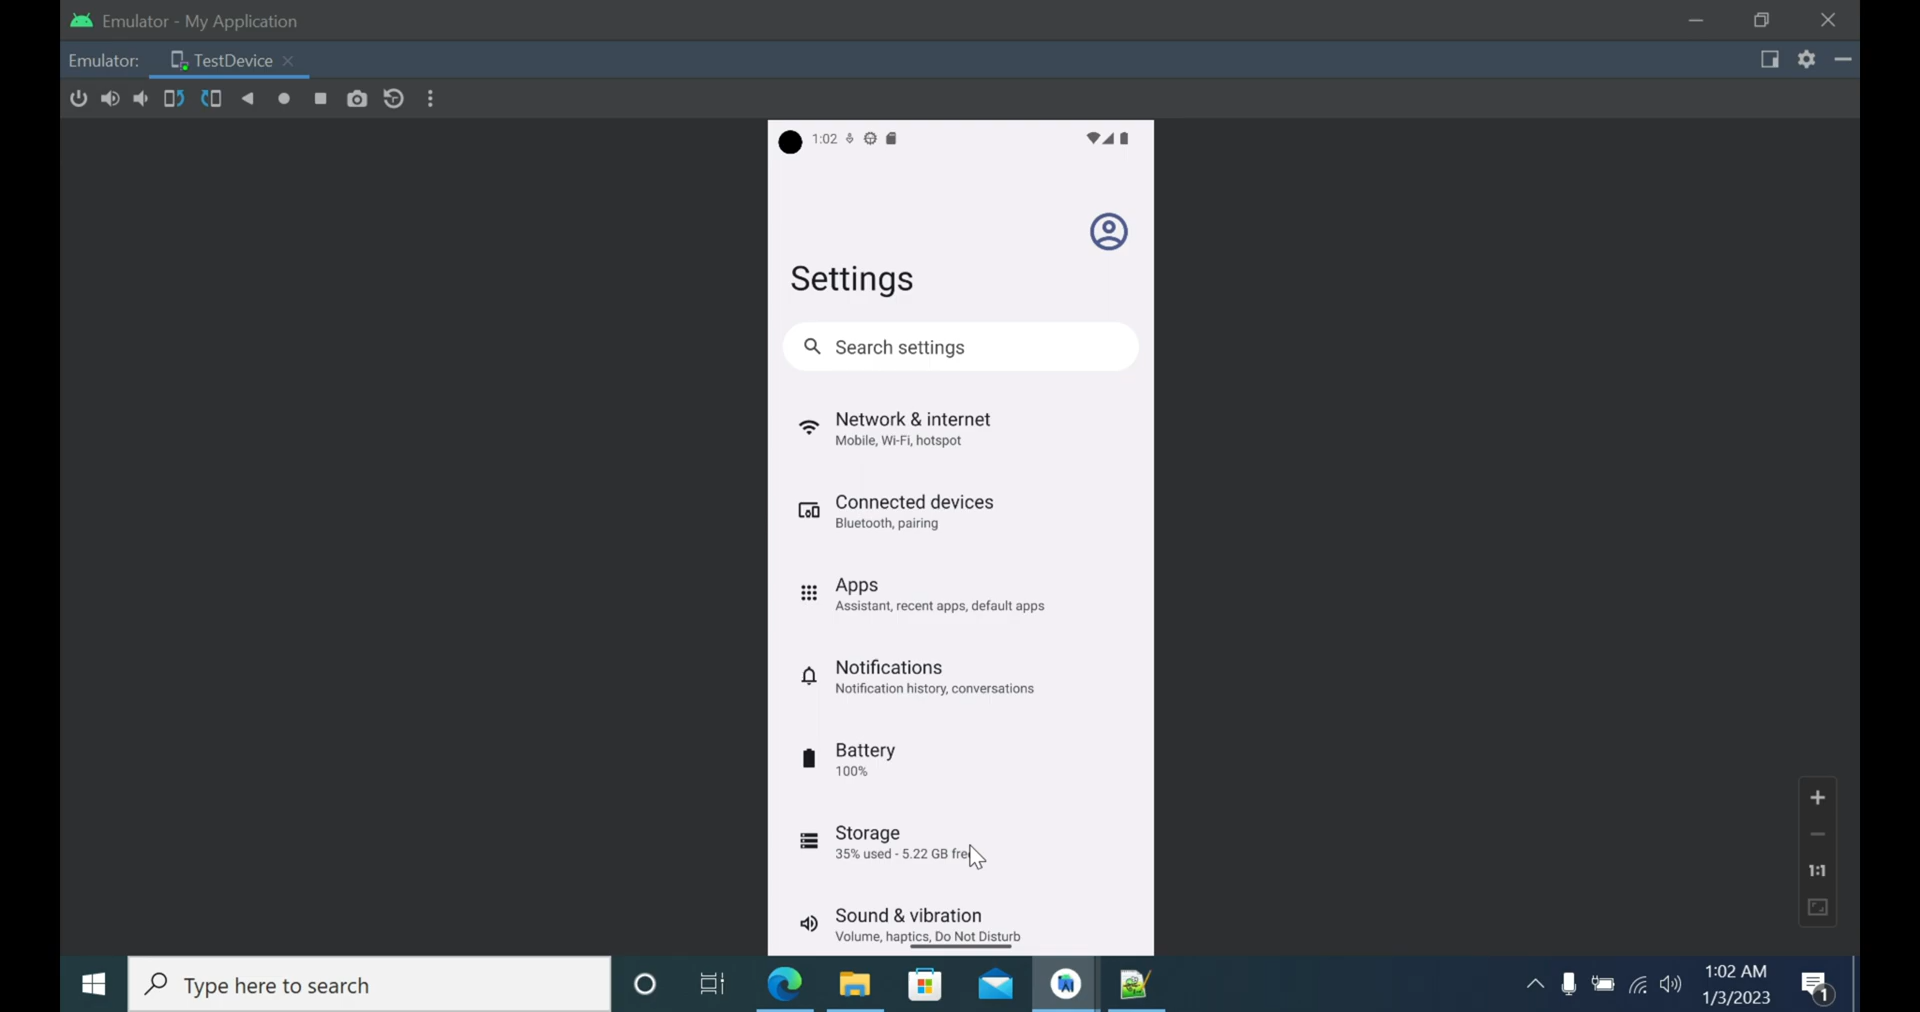 Emulator - My Application
Emulator: TestDevice
1:02
Settings
Search settings
Network & internet
Mobile, Wi-Fi, hotspot
Connected devices
Bluetooth, pairing
Apps
Assistant, recent apps, default apps
Notifications
Notification history, conversations
Battery
100%
Storage
35% used - 5.22 GB free
Sound & vibration
Volume, haptics, Do Not Disturb
1:1
Type here to search
1:02 AM
1/3/2023
1